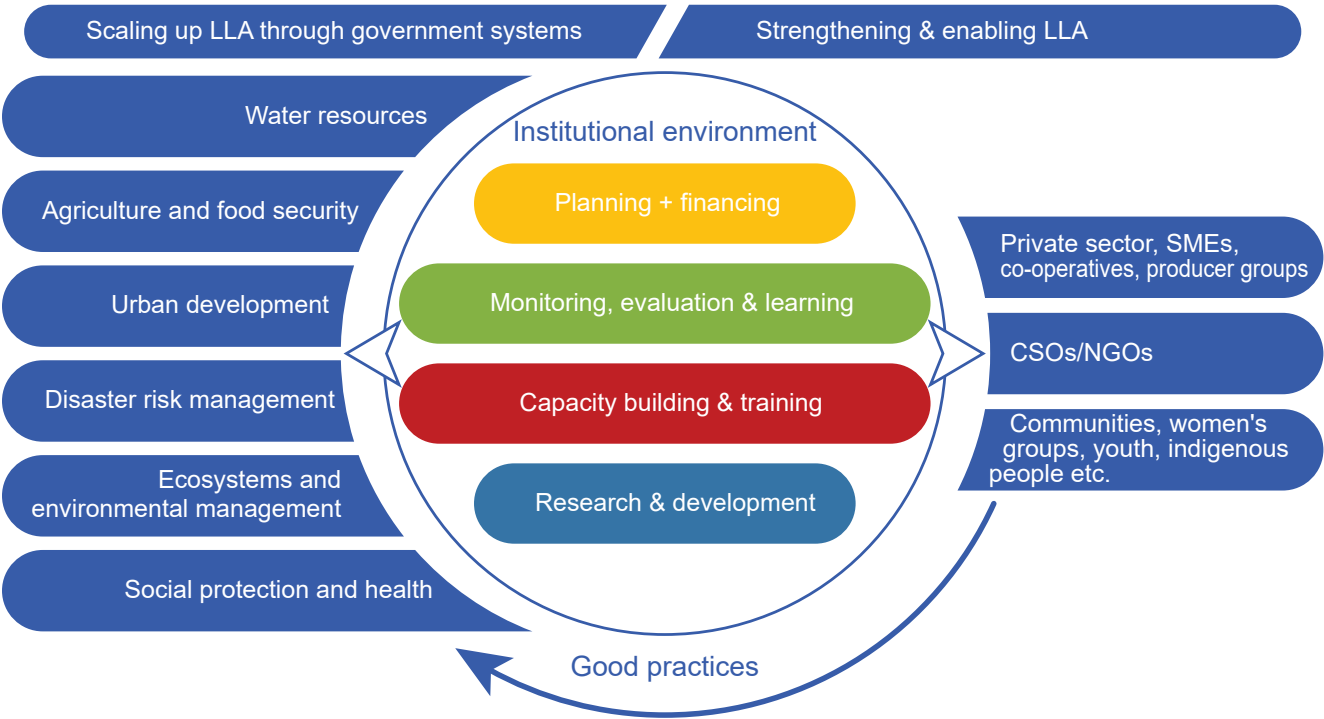 Scaling up LLA through government systems
Strengthening & enabling LLA
Water resources
Agriculture and food security
Urban development
Disaster risk management
Ecosystems and
environmental management
Social protection and health
Institutional environment
Planning + financing
Monitoring, evaluation & learning
Capacity building & training
Research & development
Private sector, SMEs,
co-operatives, producer groups
CSOs/NGOs
Communities, women's
groups, youth, indigenous
people etc.
Good practices